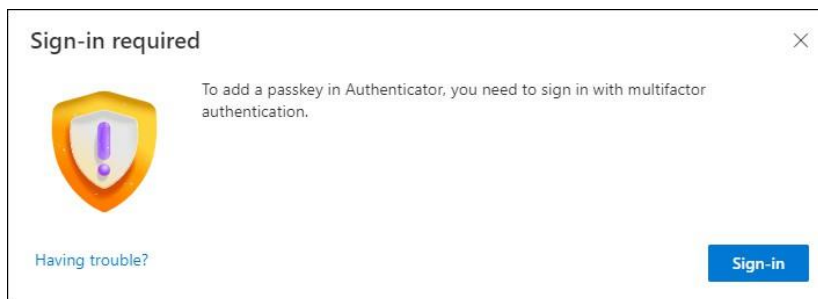 Sign-in required
To add a passkey in Authenticator, you need to sign in with multifactor
authentication.
Having trouble?
Sign-in